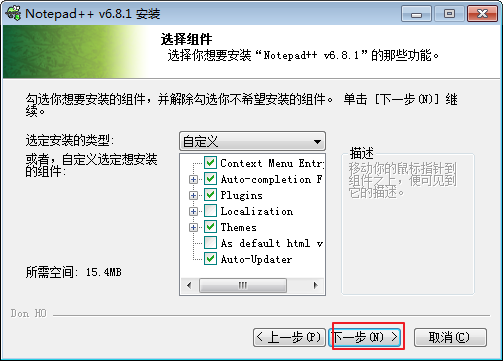 Notepad++ v6.8.1 安装
选择组件
选择你想要安装“Notepad++ v6.8.1”的那些功能。
勾选你想要安装的组件，并解除勾选你不希望安装的组件。 单击 [下一步(N)] 继
续。
选定安装的类型:
自定义
或者，自定义选定想安装
的组件:
Context Menu Entry
Auto-completion F
Plugins
Localization
Themes
As default html v
Auto-Updater
描述
移动你的鼠标指针到
组件之上，便可见到
它的描述。
所需空间: 15.4MB
Don HO
< 上一步(P)
下一步(N) >
取消(C)